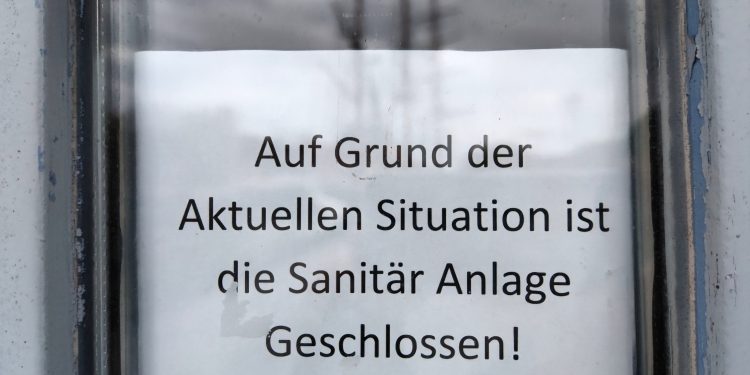 Auf Grund der
Aktuellen Situation ist
die Sanitär Anlage
Geschlossen!